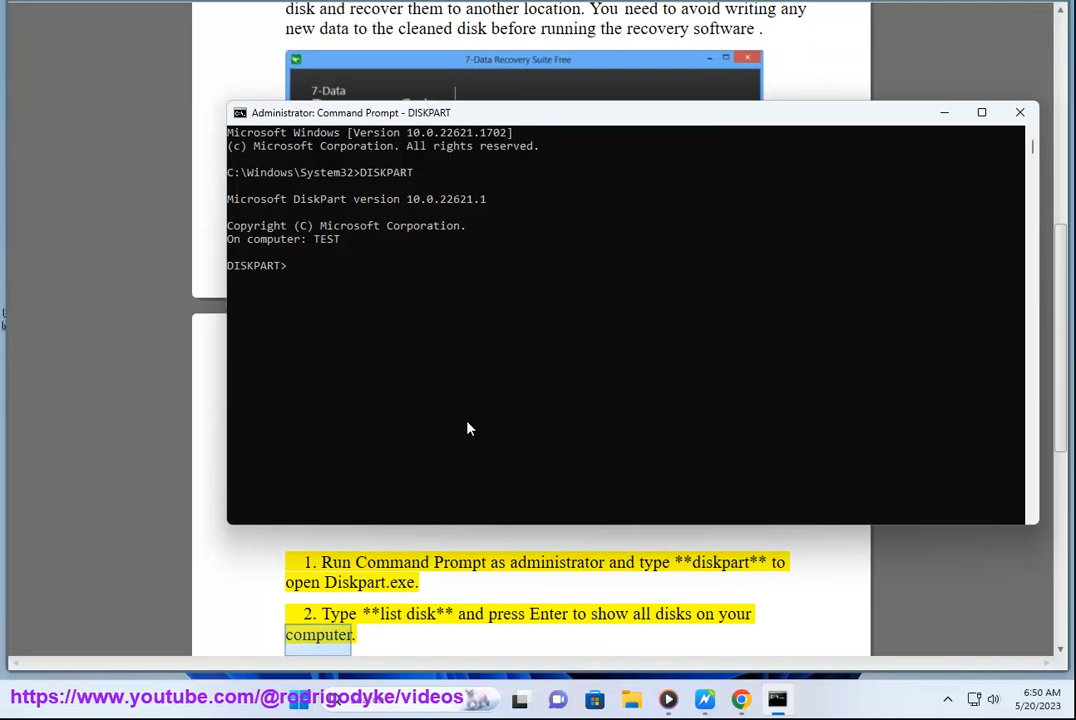 disk and recover them to another location. You need to avoid writing any
new data to the cleaned disk before running the recovery software .
7-Data Recovery Suite Free
7-Data
Administrator: Command Prompt - DISKPART
Microsoft Windows [Version 10.0.22621.1702]
(c) Microsoft Corporation. All rights reserved.
C:\Windows\System32>DISKPART
Microsoft DiskPart version 10.0.22621.1
Copyright (C) Microsoft Corporation.
On computer: TEST
DISKPART>
1. Run Command Prompt as administrator and type **diskpart** to
open Diskpart.exe.
2. Type **list disk** and press Enter to show all disks on your
computer.
https://www.youtube.com/@rodrigodyke/videos
6:50 AM
5/20/2023